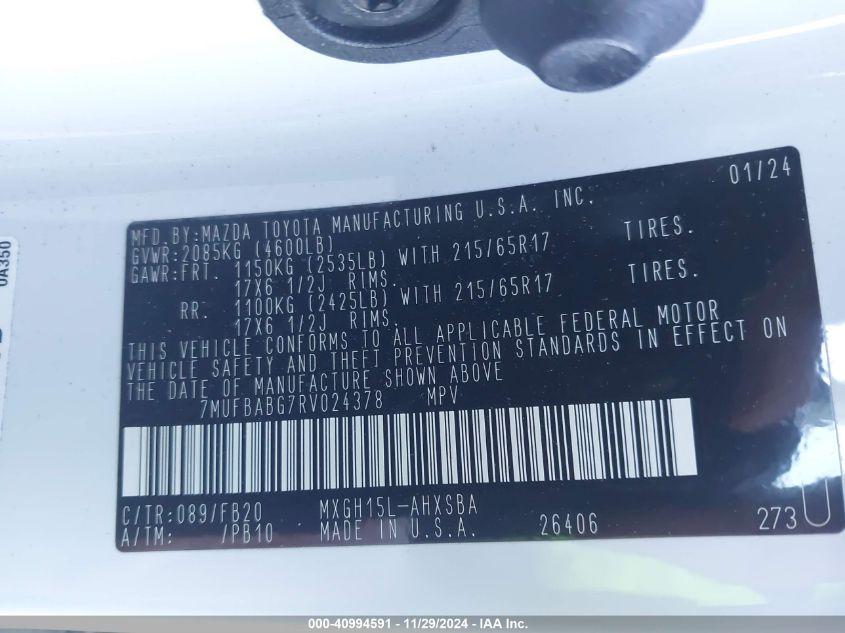 01/24
MFD.BY:MAZDA TOYOTA MANUFACTURING U.S.A. INC.
GVWR:2085KG (4600LB)
GAWR:FRT. 1150KG (2535LB) WITH 215/65R17 TIRES.
17X6 1/2J RIMS.
RR. 1100KG (2425LB) WITH 215/65R17 TIRES.
17X6 1/2J RIMS.
THIS VEHICLE CONFORMS TO ALL APPLICABLE FEDERAL MOTOR
VEHICLE SAFETY AND THEFT PREVENTION STANDARDS IN EFFECT ON
THE DATE OF MANUFACTURE SHOWN ABOVE
7MUFBABG7RV024378 MPV
C/TR:089/FB20 MXGH15L-AHXSBA
A/TM: /PB10 MADE IN U.S.A. 26406 273
0A350
000-40994591 - 11/29/2024 - IAA Inc.